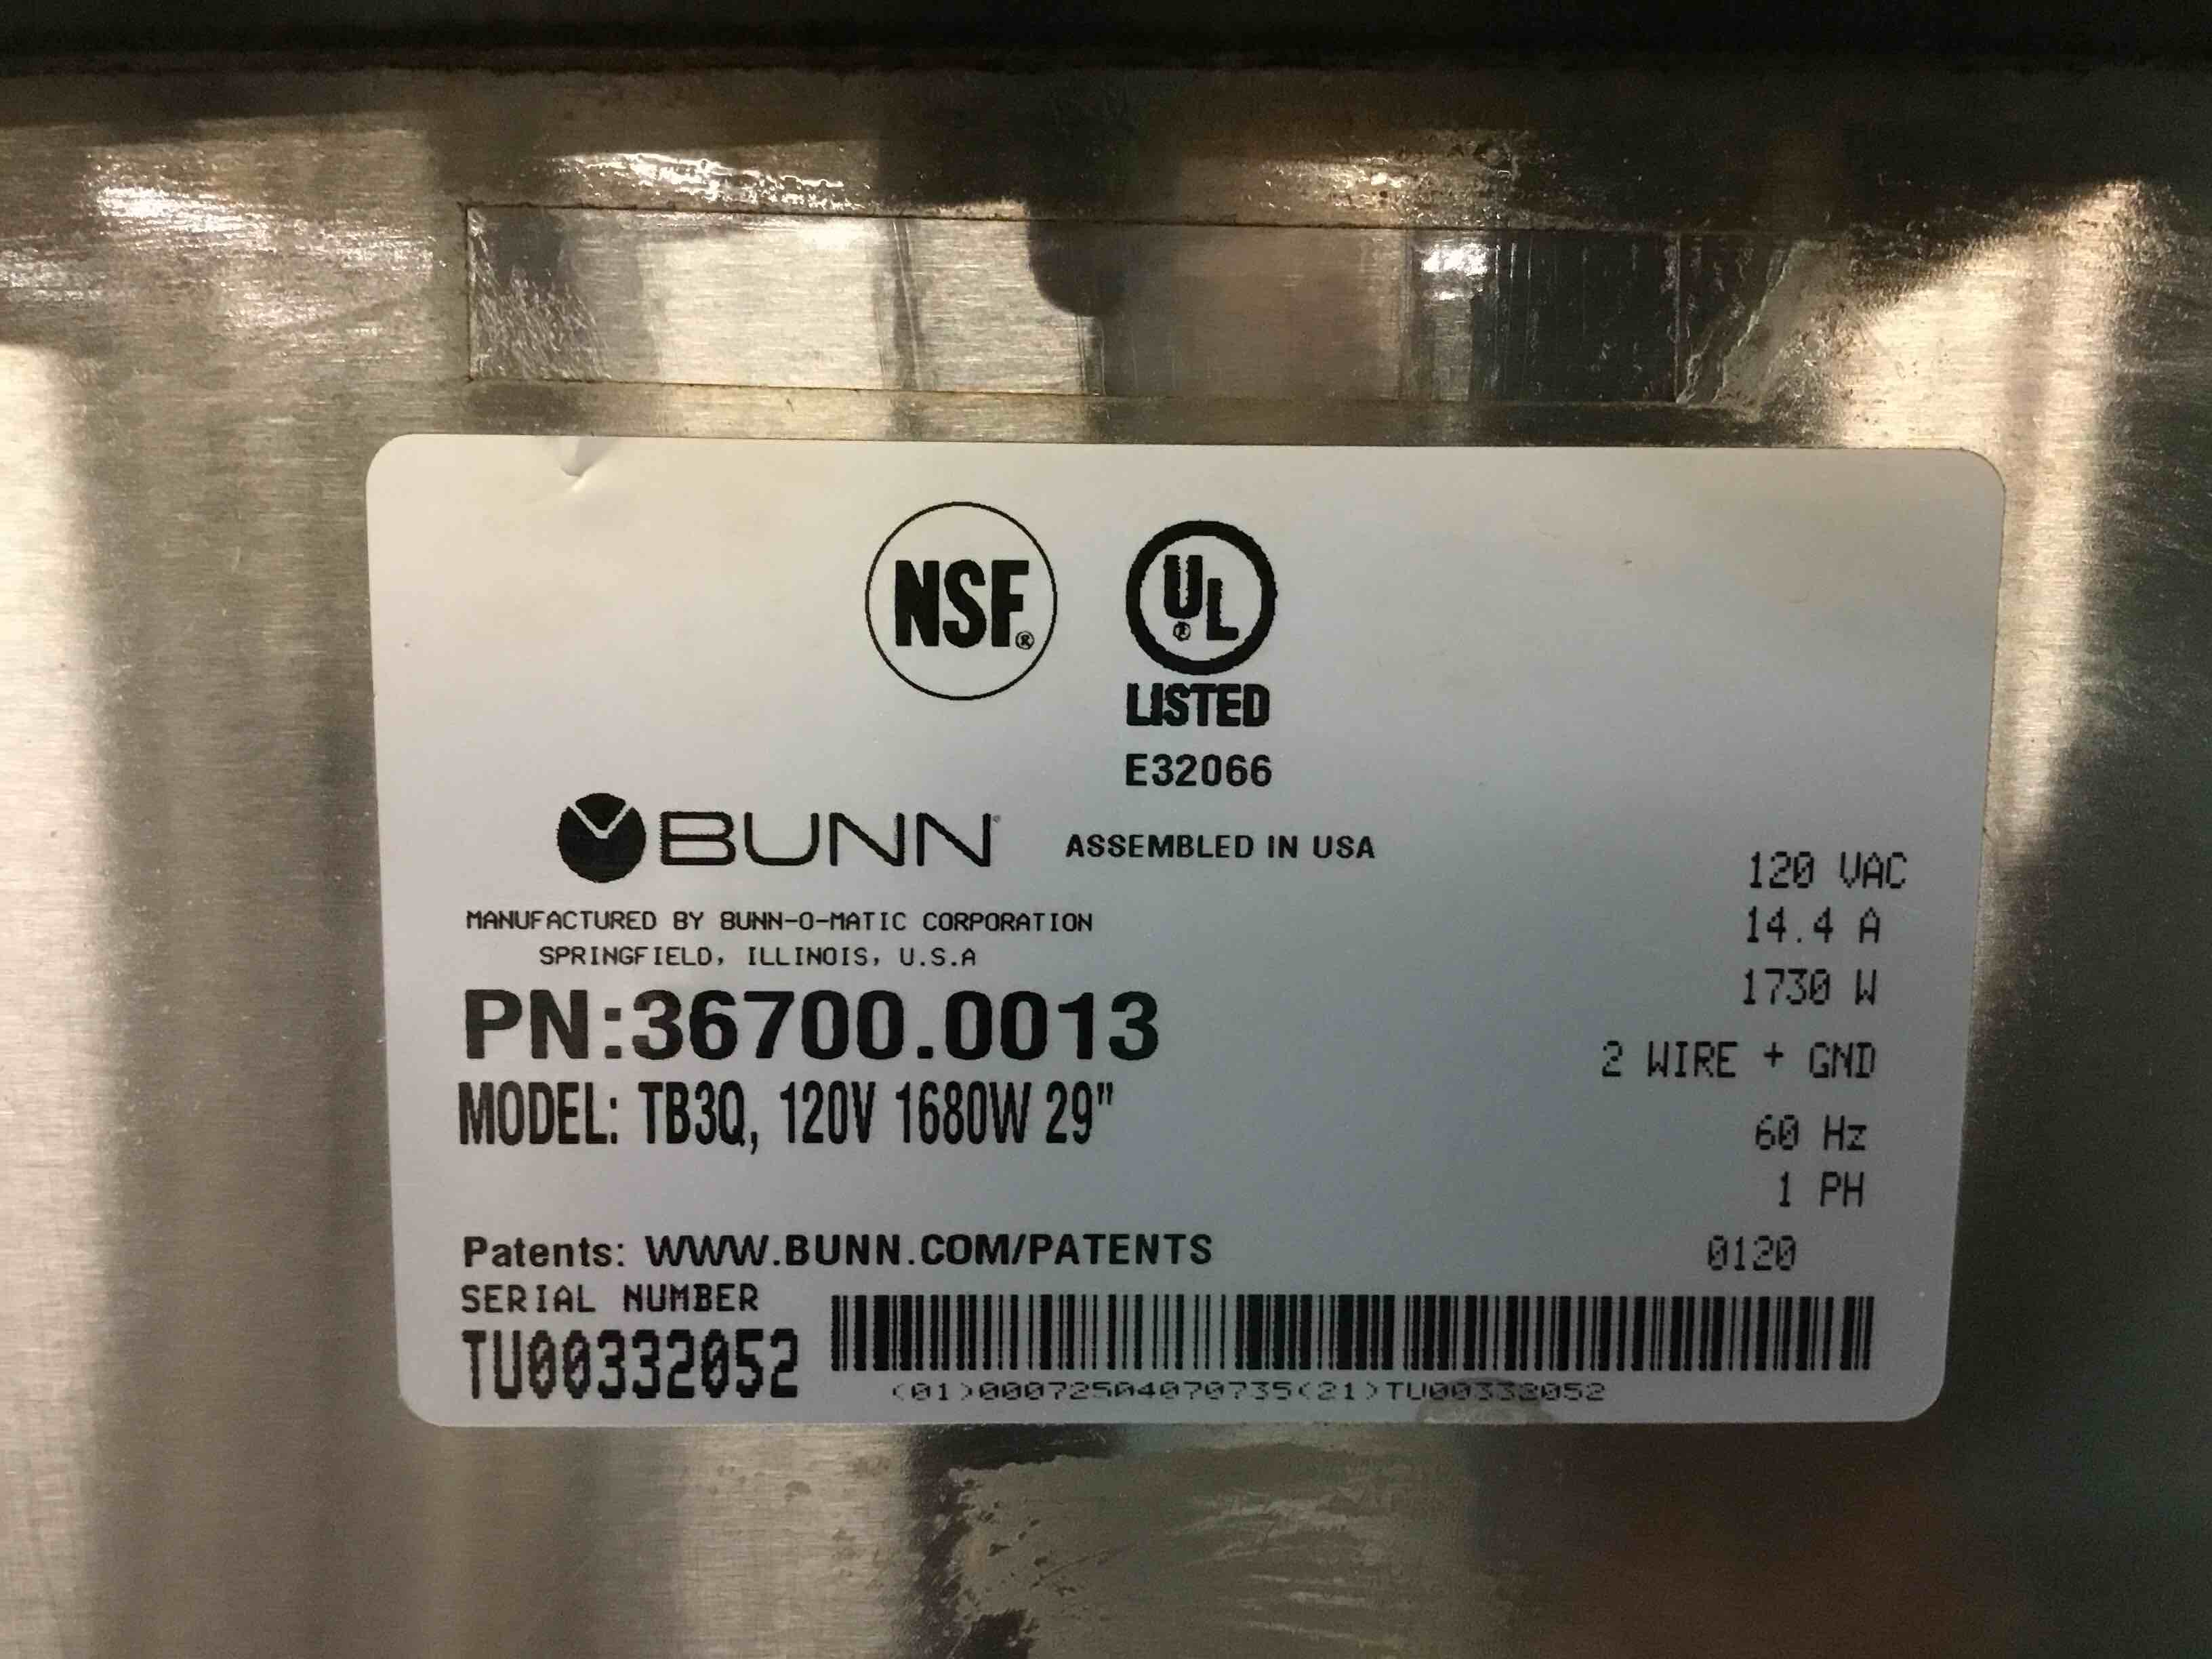 NSF®
UL®
LISTED
E32066
BUNN® ASSEMBLED IN USA
120 VAC
14.4 A
1730 W
2 WIRE + GND
60 Hz
1 PH
0120
MANUFACTURED BY BUNN-O-MATIC CORPORATION
SPRINGFIELD, ILLINOIS, U.S.A
PN:36700.0013
MODEL: TB3Q, 120V 1680W 29"
Patents: WWW.BUNN.COM/PATENTS
SERIAL NUMBER
TU00332052
(01)00072504070735(21)TU00332052